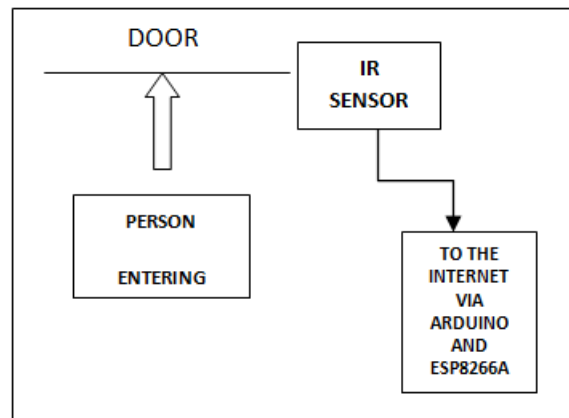 DOOR
IR
SENSOR
PERSON
ENTERING
TO THE
INTERNET
VIA
ARDUINO
AND
ESP8266A